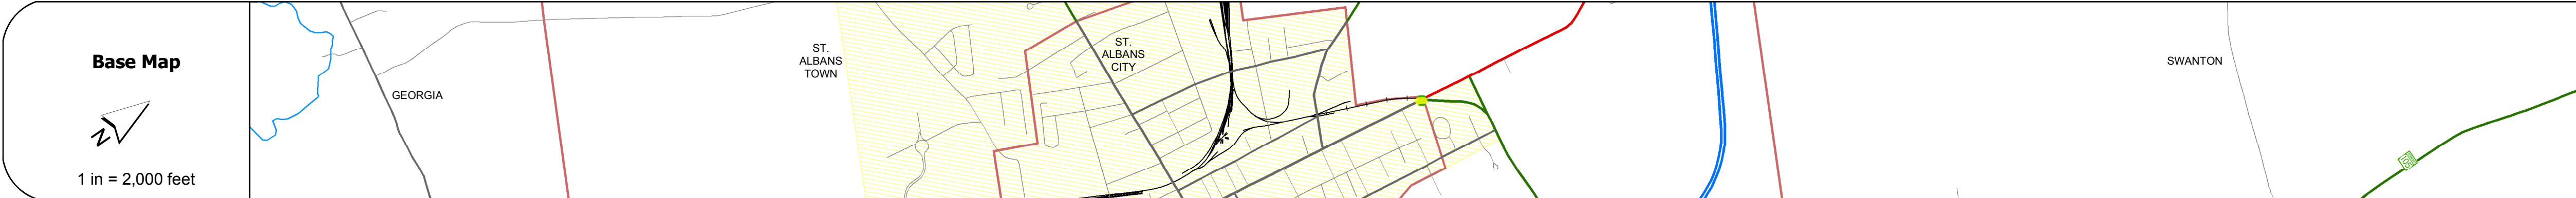 Base Map
N
1 in = 2,000 feet
GEORGIA
ST.
ALBANS
TOWN
ST.
ALBANS
CITY
SWANTON